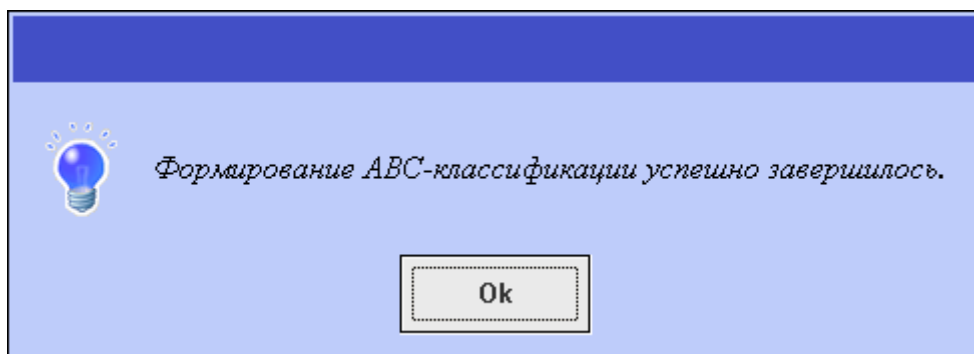 Формирование АВС-классификации успешно завершилось.
Ok